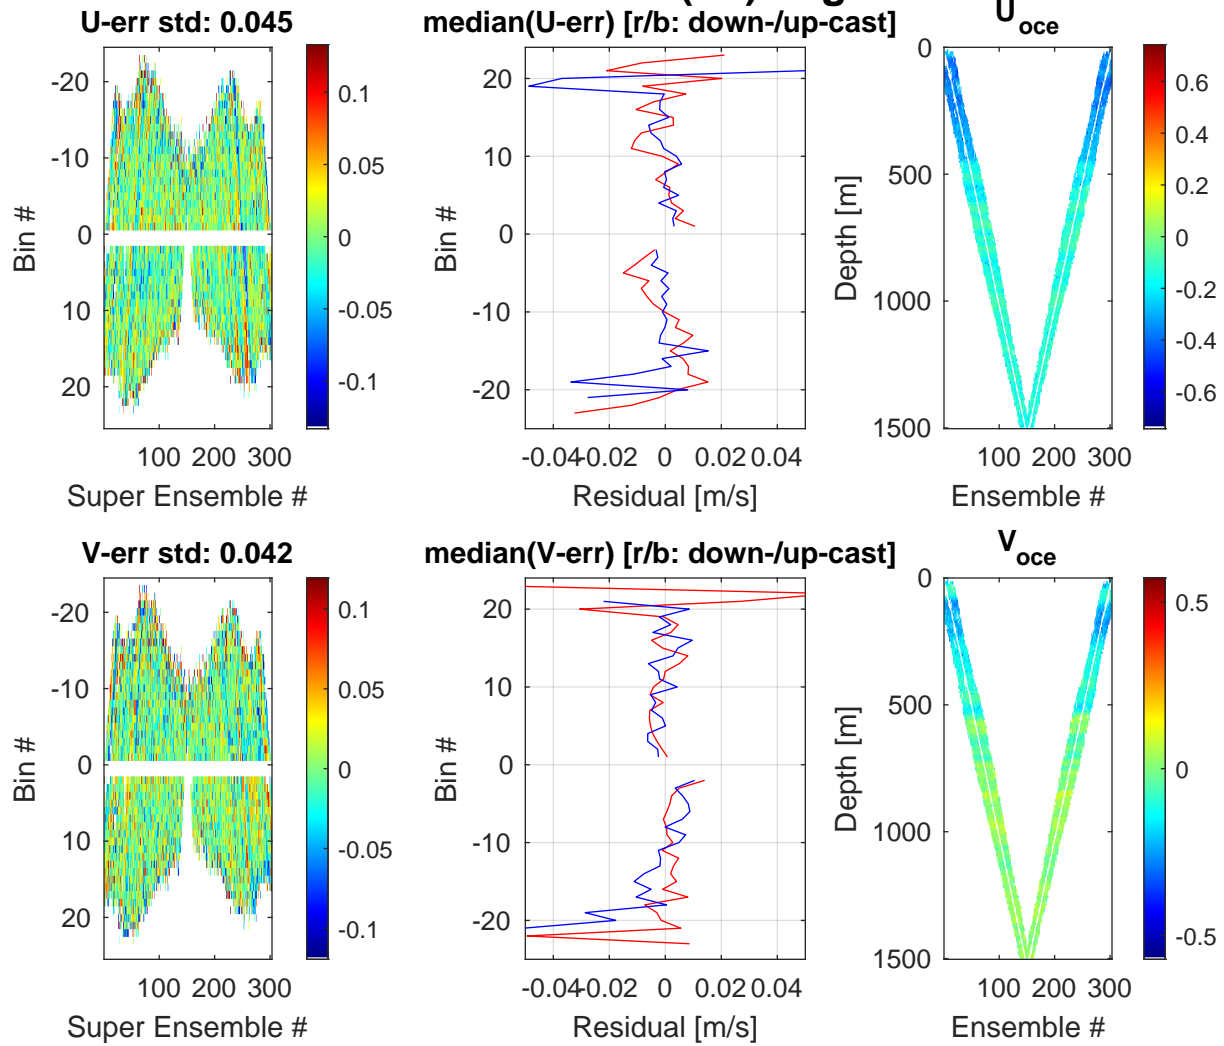 U-err std: 0.045
-20
-10
0
10
20
Bin #
100 200 300
Super Ensemble #
0.1
0.05
0
-0.05
-0.1
median(U-err) [r/b: down-/up-cast]
20
10
0
-10
-20
Bin #
-0.04 -0.02 0 0.02 0.04
Residual [m/s]
Uoce
0
500
1000
1500
Depth [m]
Ensemble #
100 200 300
0.6
0.4
0.2
0
-0.2
-0.4
-0.6
V-err std: 0.042
-20
-10
0
10
20
Bin #
100 200 300
Super Ensemble #
0.1
0.05
0
-0.05
-0.1
median(V-err) [r/b: down-/up-cast]
20
10
0
-10
-20
Bin #
-0.04 -0.02 0 0.02 0.04
Residual [m/s]
Voce
0
500
1000
1500
Depth [m]
100 200 300
Ensemble #
0.5
0
-0.5